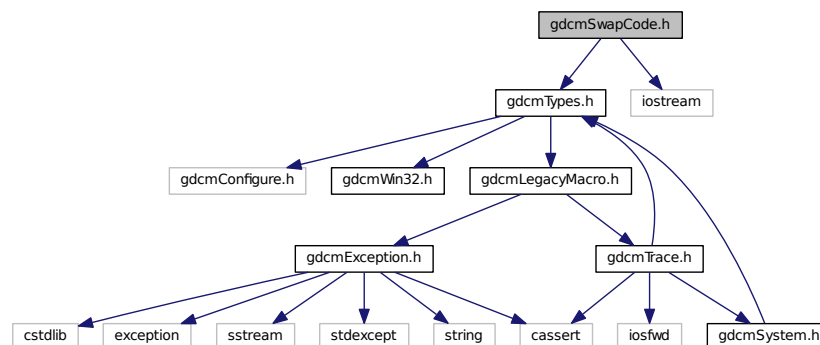 gdcmSwapCode.h
gdcmTypes.h
iostream
gdcmConfigure.h
gdcmWin32.h
gdcmLegacyMacro.h
gdcmException.h
gdcmTrace.h
cstdlib
exception
sstream
stdexcept
string
cassert
iosfwd
gdcmSystem.h